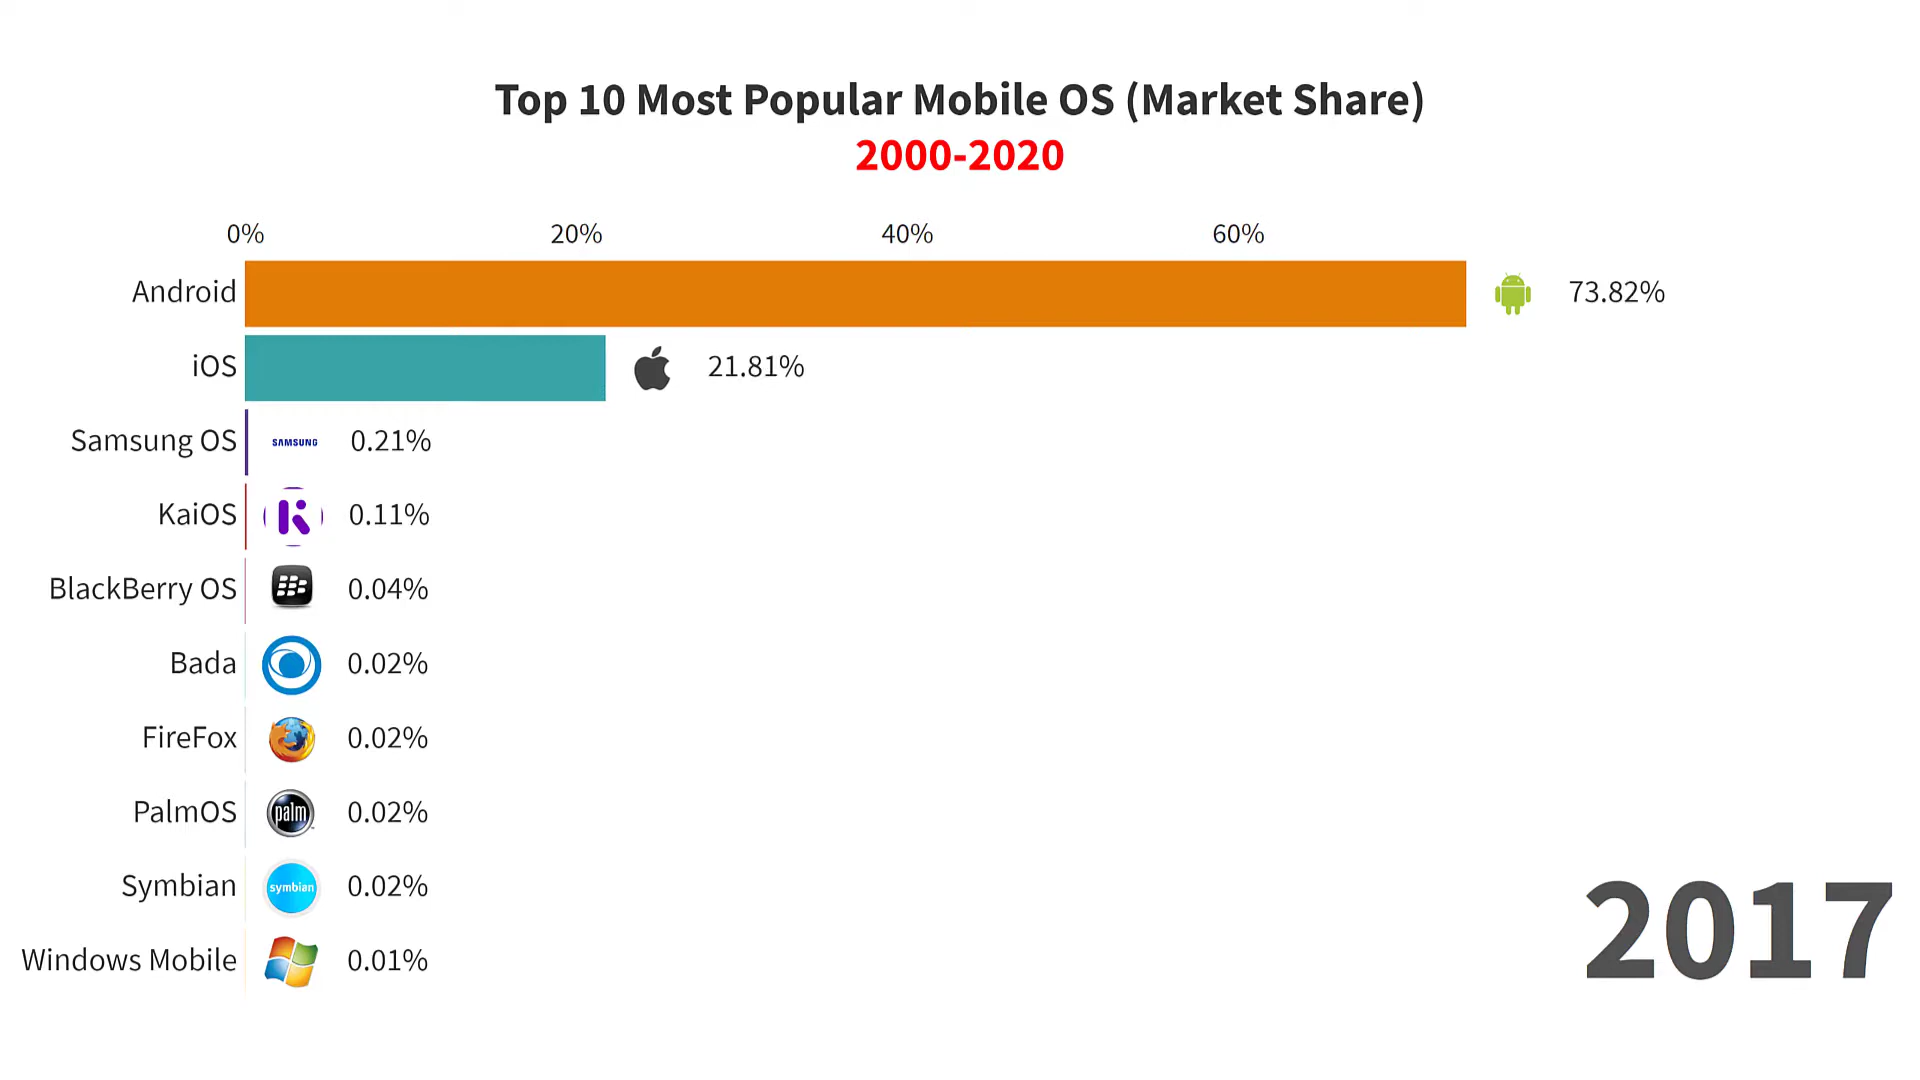 Top 10 Most Popular Mobile OS (Market Share)
2000-2020
0% 20% 40% 60%
Android 73.82%
iOS 21.81%
Samsung OS SAMSUNG 0.21%
KaiOS 0.11%
BlackBerry OS 0.04%
Bada 0.02%
FireFox 0.02%
PalmOS palm 0.02%
Symbian symbian 0.02%
Windows Mobile 0.01%
2017